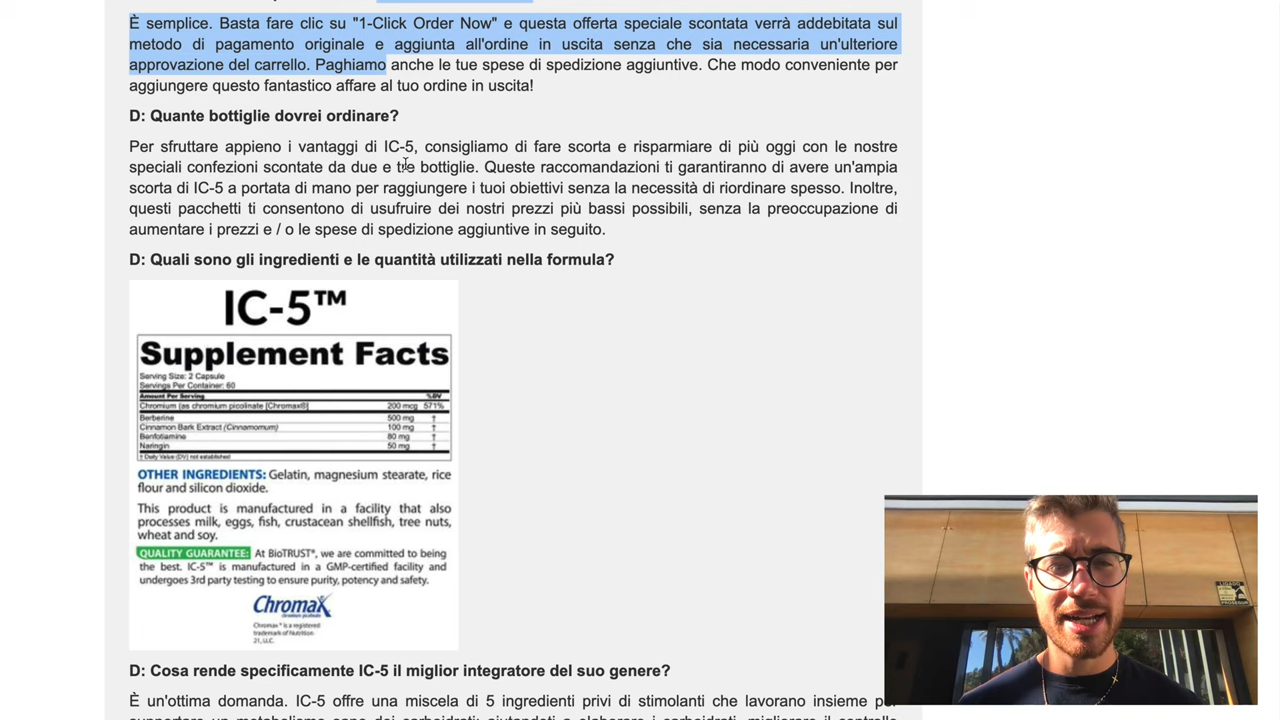 È semplice. Basta fare clic su "1-Click Order Now" e questa offerta speciale scontata verrà addebitata sul
metodo di pagamento originale e aggiunta all'ordine in uscita senza che sia necessaria un'ulteriore
approvazione del carrello. Paghiamo anche le tue spese di spedizione aggiuntive. Che modo conveniente per
aggiungere questo fantastico affare al tuo ordine in uscita!
D: Quante bottiglie dovrei ordinare?
Per sfruttare appieno i vantaggi di IC-5, consigliamo di fare scorta e risparmiare di più oggi con le nostre
speciali confezioni scontate da due e tre bottiglie. Queste raccomandazioni ti garantiranno di avere un'ampia
scorta di IC-5 a portata di mano per raggiungere i tuoi obiettivi senza la necessità di riordinare spesso. Inoltre,
questi pacchetti ti consentono di usufruire dei nostri prezzi più bassi possibili, senza la preoccupazione di
aumentare i prezzi e / o le spese di spedizione aggiuntive in seguito.
D: Quali sono gli ingredienti e le quantità utilizzati nella formula?
IC-5™
Supplement Facts
Serving Size: 2 Capsule
Servings Per Container: 60
Amount Per Serving %DV
Chromium (as chromium picolinate [Chromax®] 200 mcg 571%
Berberine 500 mg †
Cinnamon Bark Extract (Cinnamomum) 100 mg †
Benfotiamine 80 mg †
Naringin 50 mg †
† Daily Value (DV) not established
OTHER INGREDIENTS: Gelatin, magnesium stearate, rice
flour and silicon dioxide.
This product is manufactured in a facility that also
processes milk, eggs, fish, crustacean shellfish, tree nuts,
wheat and soy.
QUALITY GUARANTEE: At BioTRUST®, we are committed to being
the best. IC-5™ is manufactured in a GMP-certified facility and
undergoes 3rd party testing to ensure purity, potency and safety.
Chromax
chromium picolinate
Chromax® is a registered
trademark of Nutrition
21, LLC.
D: Cosa rende specificamente IC-5 il miglior integratore del suo genere?
È un'ottima domanda. IC-5 offre una miscela di 5 ingredienti privi di stimolanti che lavorano insieme per